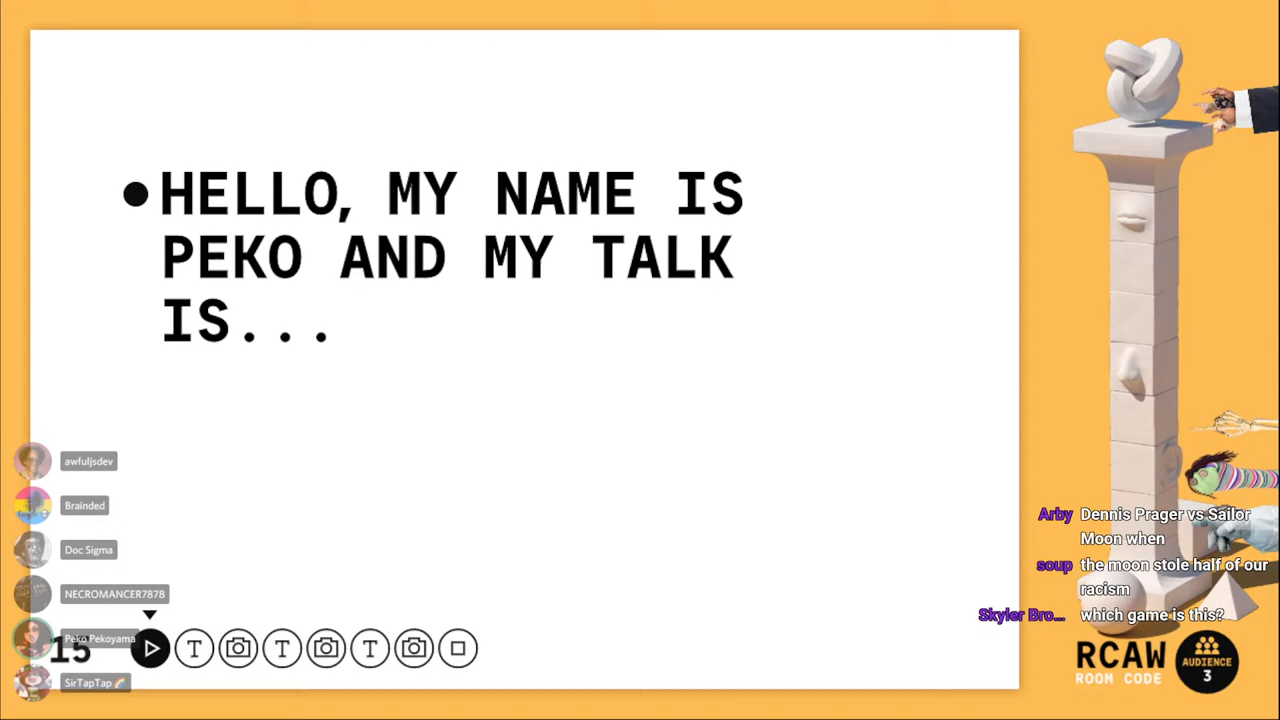 HELLO, MY NAME IS
PEKO AND MY TALK
IS...
awfuljsdev
Brainded
Doc Sigma
NECROMANCER7878
Peko Pekoyama
SirTapTap 🌈
15
T
T
T
Arby Dennis Prager vs Sailor
Moon when
soup the moon stole half of our
racism
Skyler Bro... which game is this?
RCAW
ROOM CODE
AUDIENCE
3